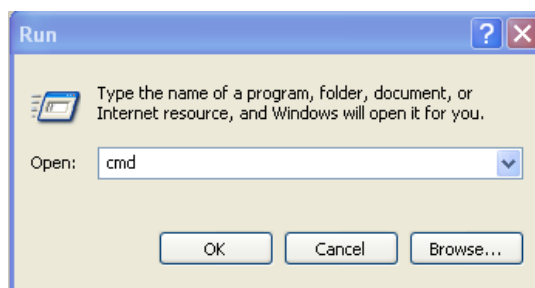 Run
Type the name of a program, folder, document, or
Internet resource, and Windows will open it for you.
Open: cmd
OK Cancel Browse...